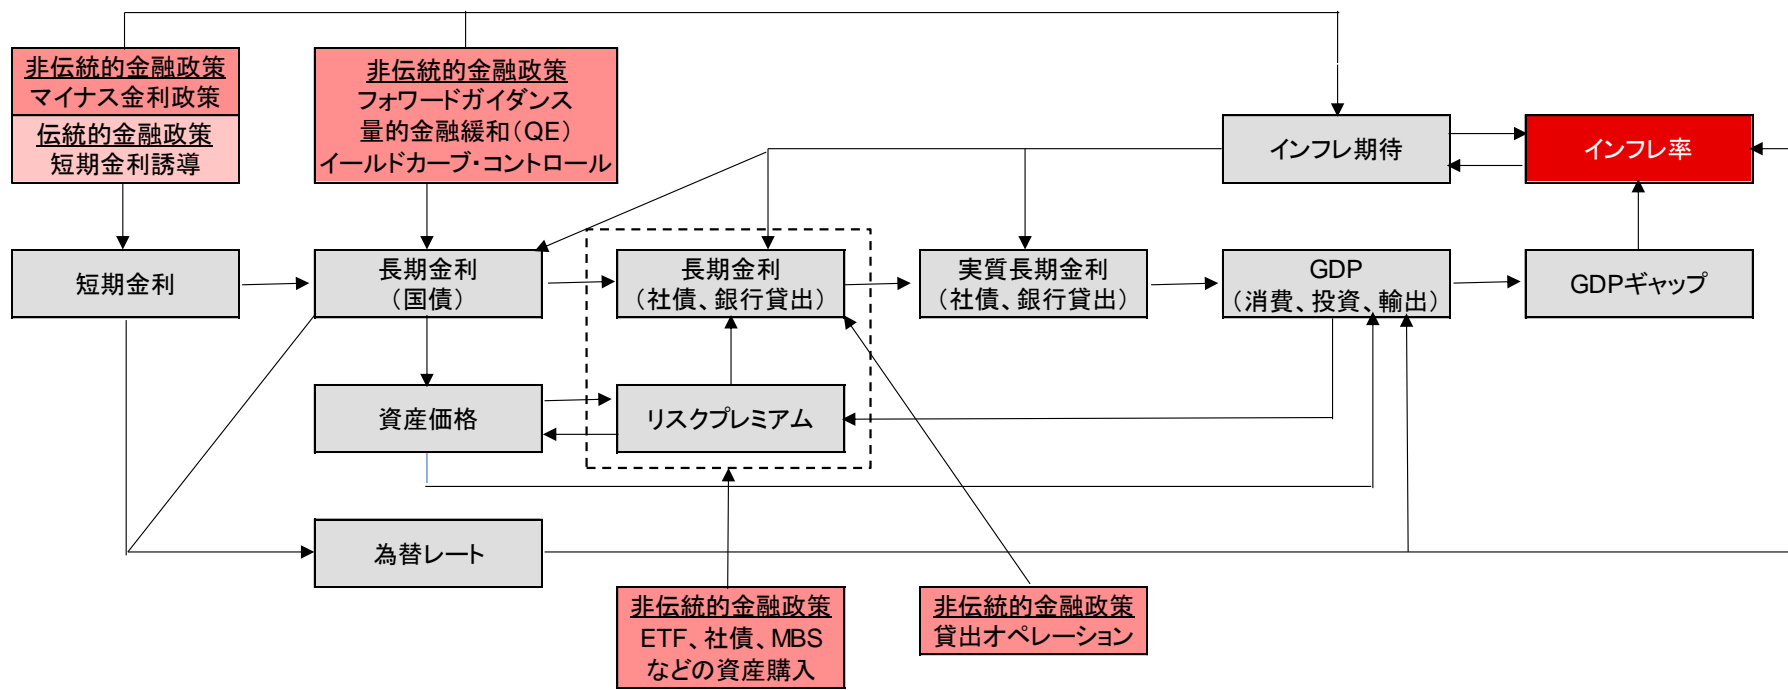 非伝統的金融政策
マイナス金利政策
伝統的金融政策
短期金利誘導
非伝統的金融政策
フォワードガイダンス
量的金融緩和（QE）
イールドカーブ・コントロール
インフレ期待
インフレ率
短期金利
長期金利
（国債）
長期金利
（社債、銀行貸出）
実質長期金利
（社債、銀行貸出）
GDP
（消費、投資、輸出）
GDPギャップ
資産価格
リスクプレミアム
為替レート
非伝統的金融政策
ETF、社債、MBS
などの資産購入
非伝統的金融政策
貸出オペレーション